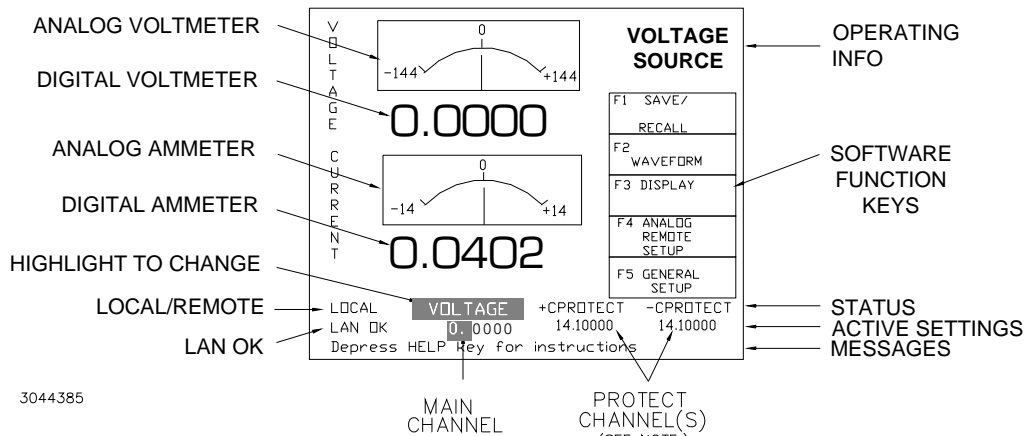 ANALOG VOLTMETER
DIGITAL VOLTMETER
ANALOG AMMETER
DIGITAL AMMETER
HIGHLIGHT TO CHANGE
LOCAL/REMOTE
LAN OK
VOLTAGE CURRENT
0
-144 +144
0.0000
0
-14 +14
0.0402
VOLTAGE
SOURCE
F1 SAVE/
RECALL
F2
WAVEFORM
F3 DISPLAY
F4 ANALOG
REMOTE
SETUP
F5 GENERAL
SETUP
LOCAL VOLTAGE +CPROTECT -CPROTECT
LAN OK 0.0000 14.10000 14.10000
Depress HELP key for instructions
OPERATING
INFO
SOFTWARE
FUNCTION
KEYS
STATUS
ACTIVE SETTINGS
MESSAGES
3044385
MAIN
CHANNEL
PROTECT
CHANNEL(S)
(SEE NOTE.)